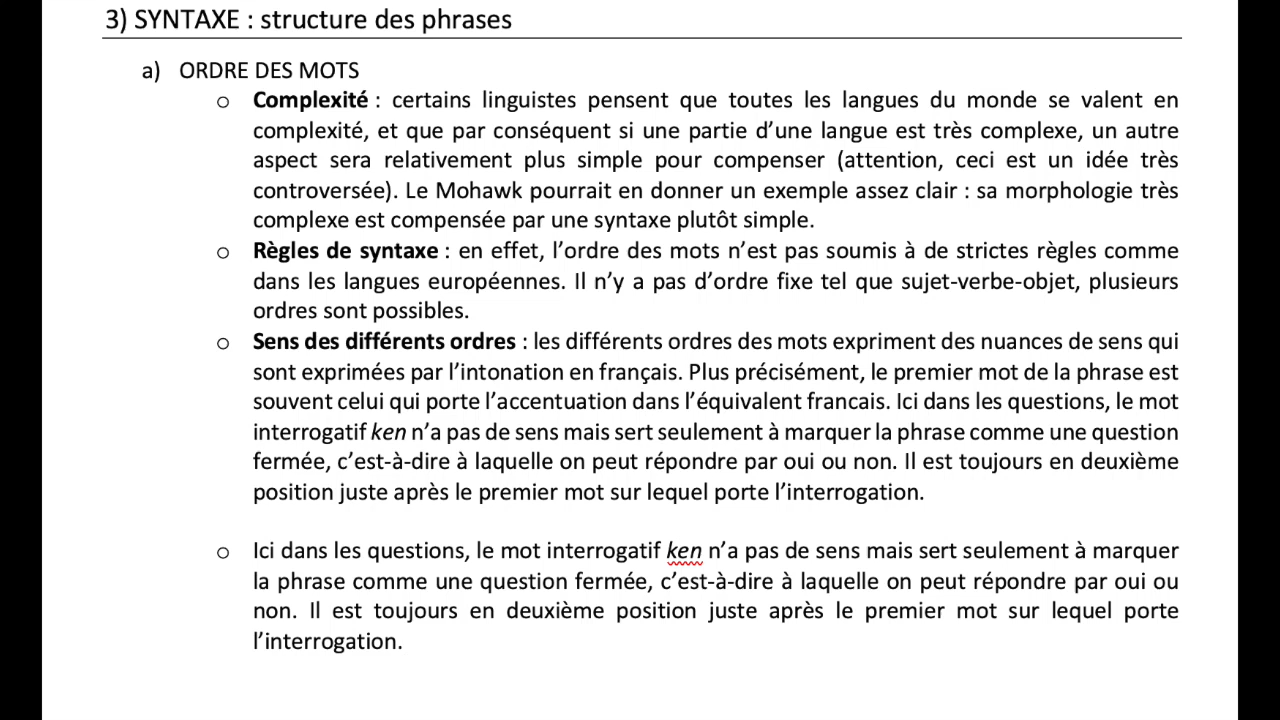 3) SYNTAXE : structure des phrases
a) ORDRE DES MOTS
o Complexité : certains linguistes pensent que toutes les langues du monde se valent en
complexité, et que par conséquent si une partie d’une langue est très complexe, un autre
aspect sera relativement plus simple pour compenser (attention, ceci est un idée très
controversée). Le Mohawk pourrait en donner un exemple assez clair : sa morphologie très
complexe est compensée par une syntaxe plutôt simple.
o Règles de syntaxe : en effet, l’ordre des mots n’est pas soumis à de strictes règles comme
dans les langues européennes. Il n’y a pas d’ordre fixe tel que sujet-verbe-objet, plusieurs
ordres sont possibles.
o Sens des différents ordres : les différents ordres des mots expriment des nuances de sens qui
sont exprimées par l’intonation en français. Plus précisément, le premier mot de la phrase est
souvent celui qui porte l’accentuation dans l’équivalent francais. Ici dans les questions, le mot
interrogatif ken n’a pas de sens mais sert seulement à marquer la phrase comme une question
fermée, c’est-à-dire à laquelle on peut répondre par oui ou non. Il est toujours en deuxième
position juste après le premier mot sur lequel porte l’interrogation.
o Ici dans les questions, le mot interrogatif ken n’a pas de sens mais sert seulement à marquer
la phrase comme une question fermée, c’est-à-dire à laquelle on peut répondre par oui ou
non. Il est toujours en deuxième position juste après le premier mot sur lequel porte
l’interrogation.